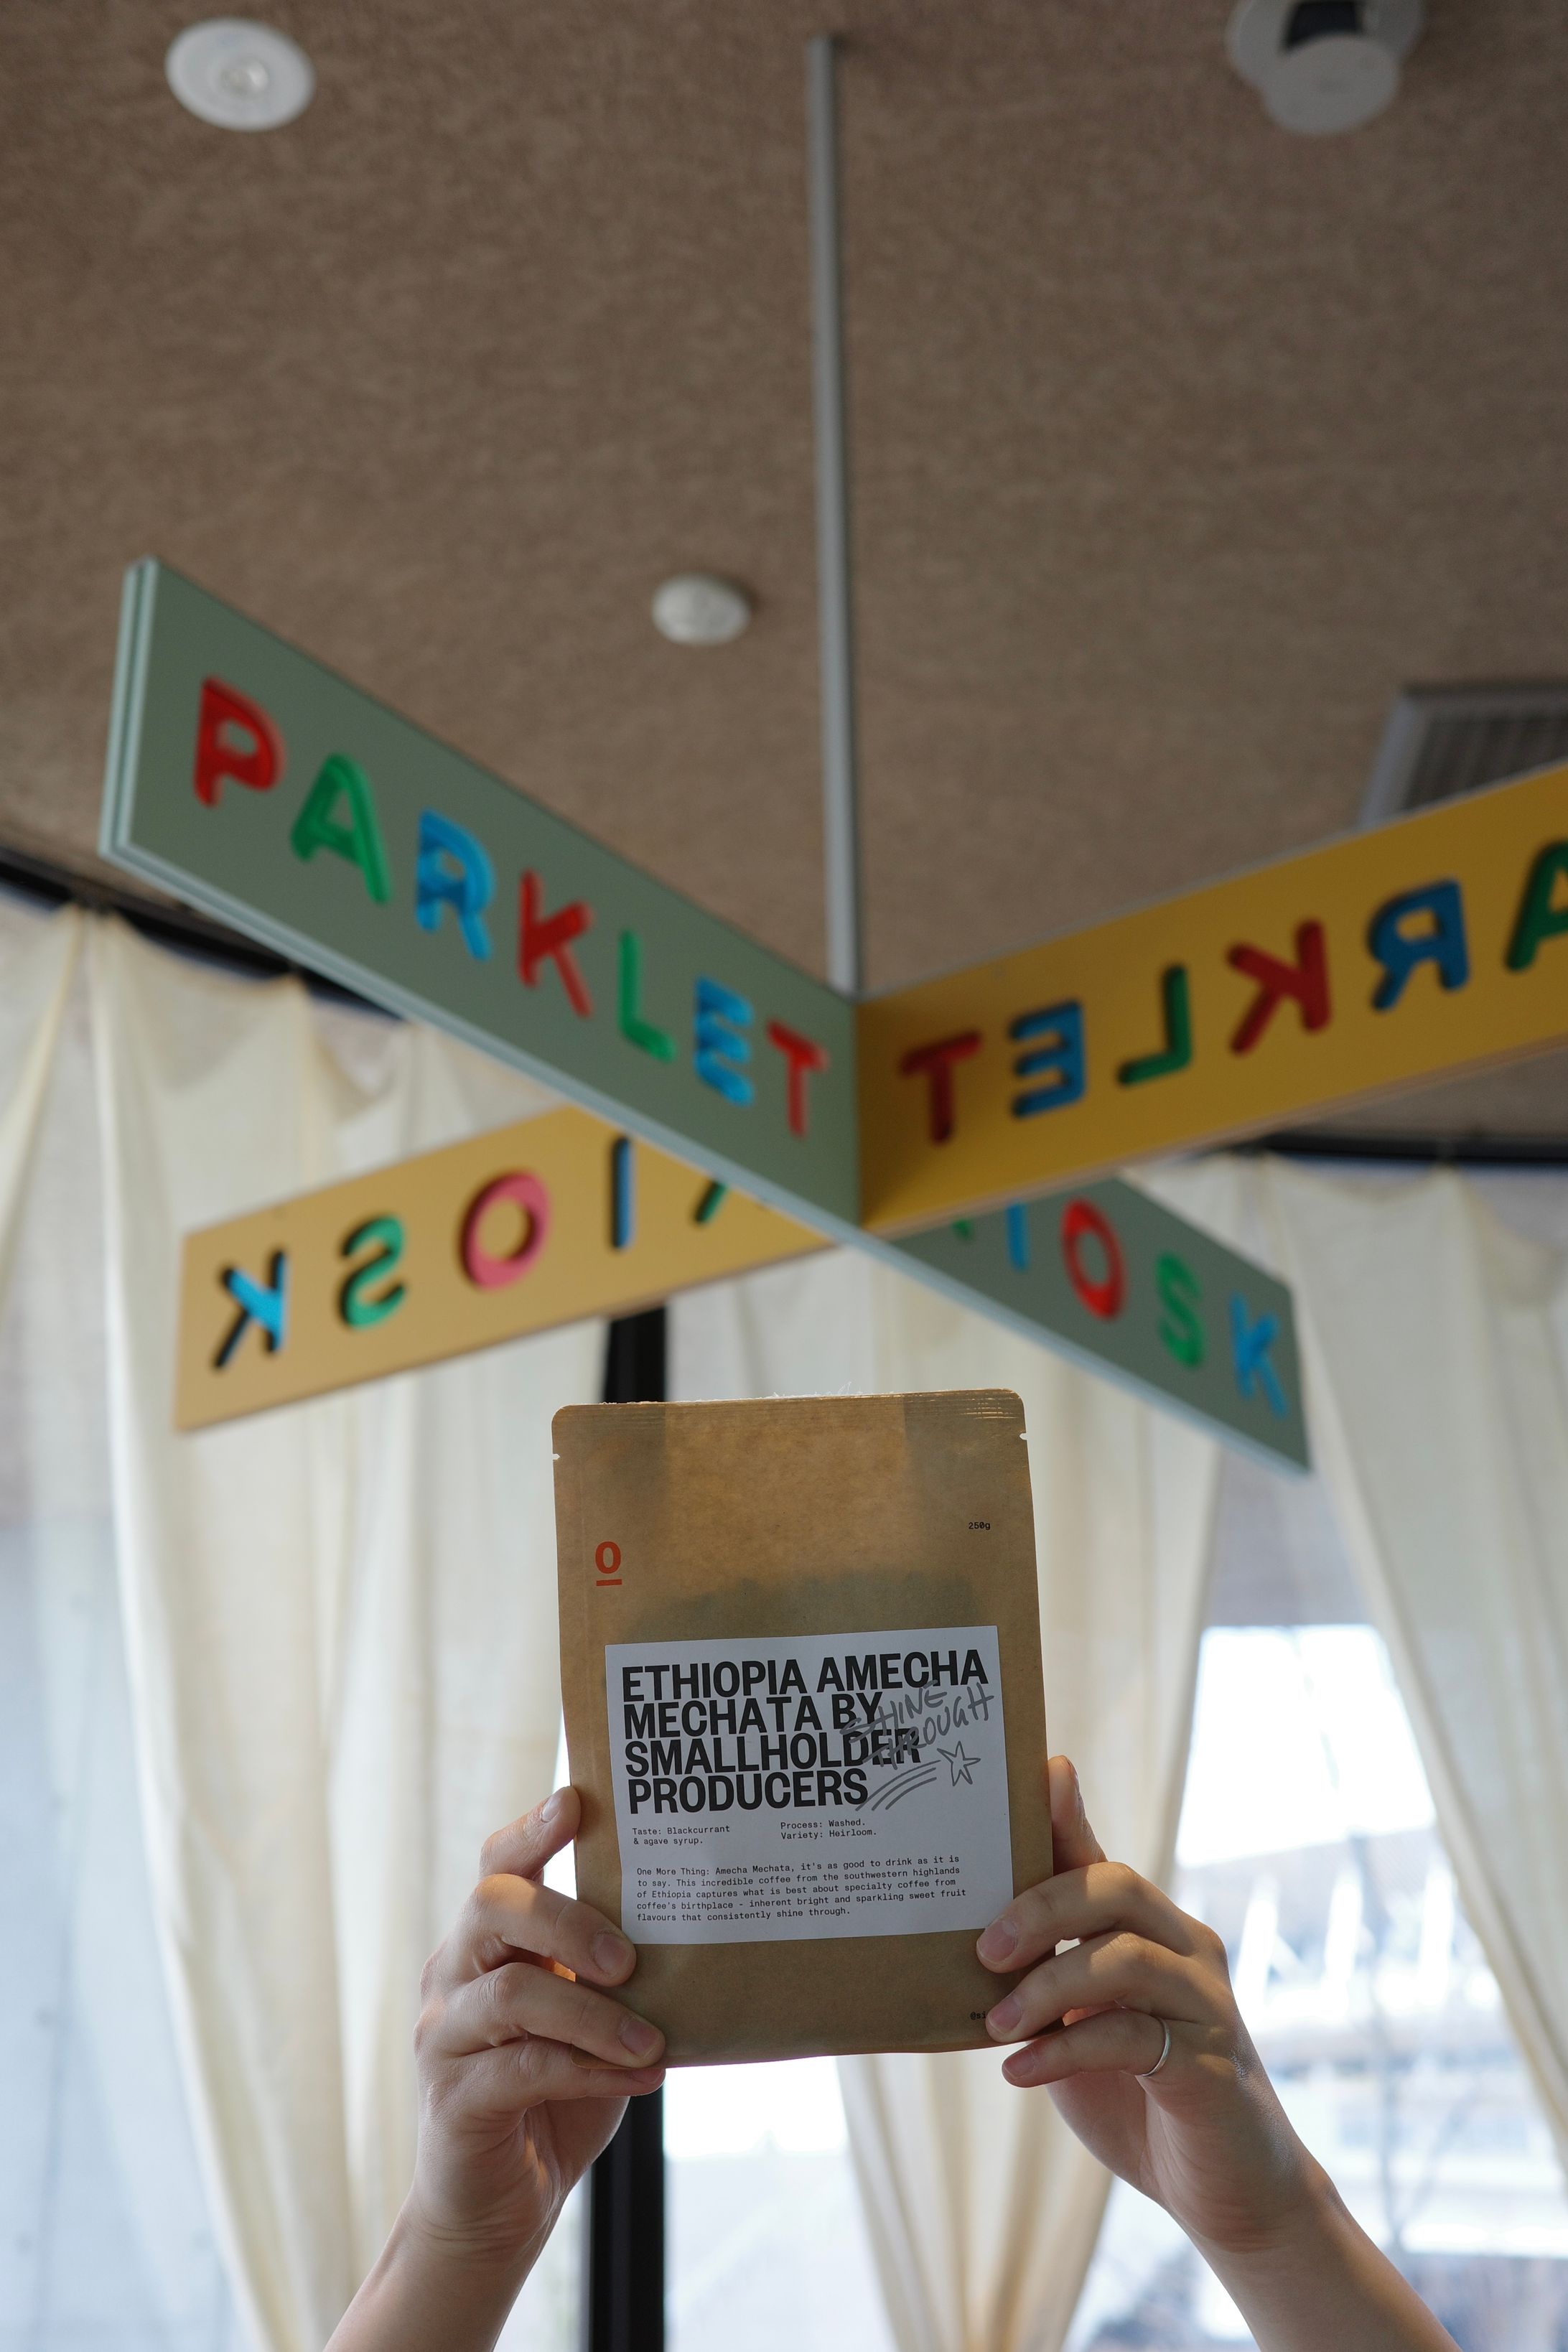 PARKLET
PARKLET
KIOSK
KIOSK
250g
O
ETHIOPIA AMECHA
MECHATA BY
SMALLHOLDER
PRODUCERS
SHINE
THROUGH
Taste: Blackcurrant
& agave syrup.
Process: Washed.
Variety: Heirloom.
One More Thing: Amecha Mechata, it's as good to drink as it is
to say. This incredible coffee from the southwestern highlands
of Ethiopia captures what is best about specialty coffee from
coffee's birthplace - inherent bright and sparkling sweet fruit
flavours that consistently shine through.